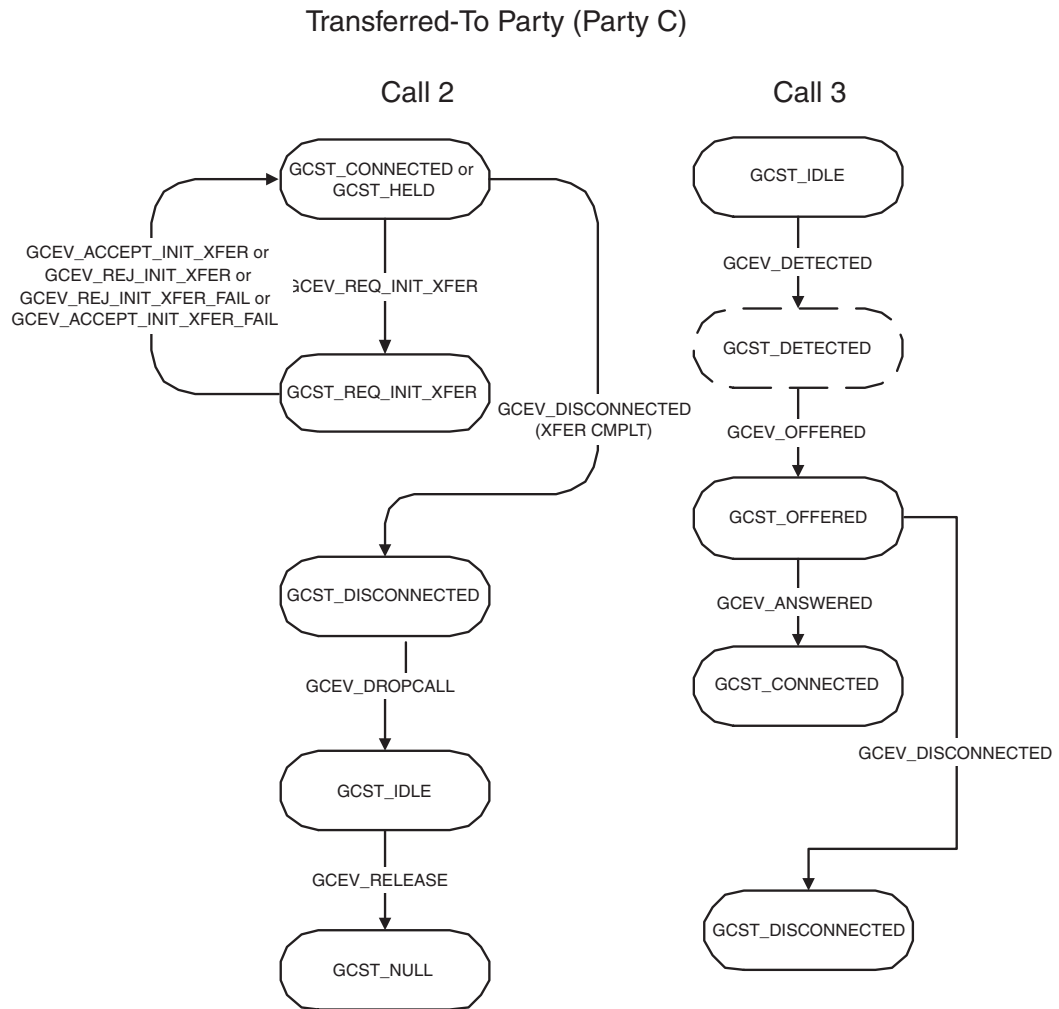 Transferred-To Party (Party C)
Call 2
Call 3
GCST_CONNECTED or
GCST_HELD
GCST_IDLE
GCEV_ACCEPT_INIT_XFER or
GCEV_REJ_INIT_XFER or
GCEV_REJ_INIT_XFER_FAIL or
GCEV_ACCEPT_INIT_XFER_FAIL
GCEV_REQ_INIT_XFER
GCEV_DETECTED
GCST_DETECTED
GCST_REQ_INIT_XFER
GCEV_DISCONNECTED
(XFER CMPLT)
GCEV_OFFERED
GCST_OFFERED
GCST_DISCONNECTED
GCEV_ANSWERED
GCEV_DROPCALL
GCST_CONNECTED
GCEV_DISCONNECTED
GCST_IDLE
GCEV_RELEASE
GCST_DISCONNECTED
GCST_NULL